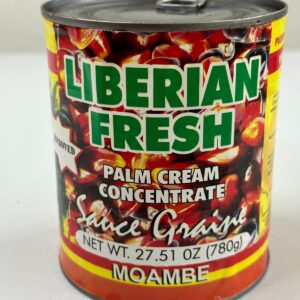 LIBERIAN
FRESH
PALM CREAM
CONCENTRATE
Sauce Graine
NET WT. 27.51 OZ (780g)
MOAMBE